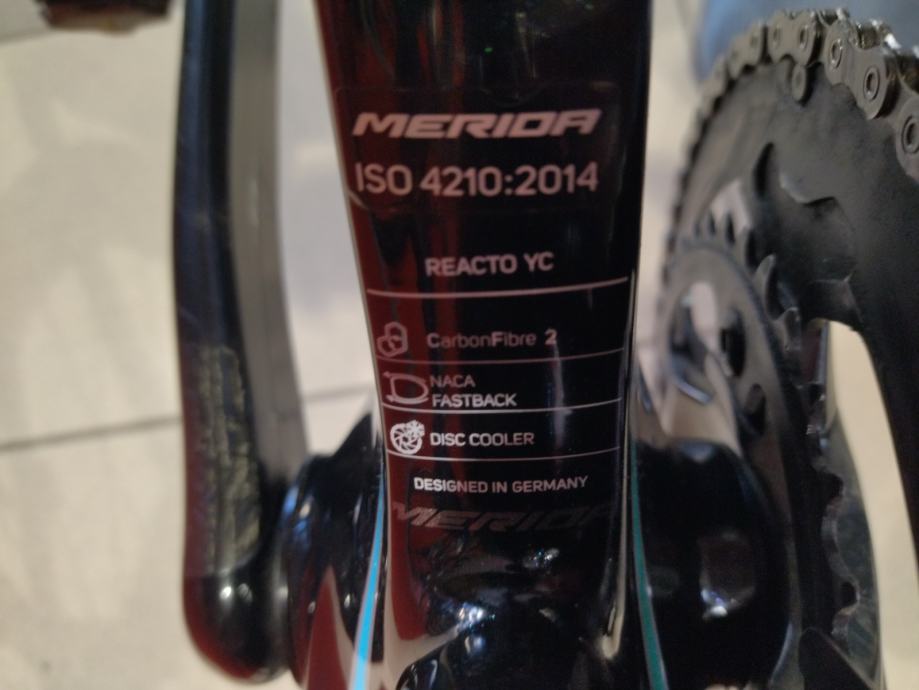 MERIDA
ISO 4210:2014
REACTO YC
CarbonFibre 2
NACA
FASTBACK
DISC COOLER
DESIGNED IN GERMANY
MERIDA